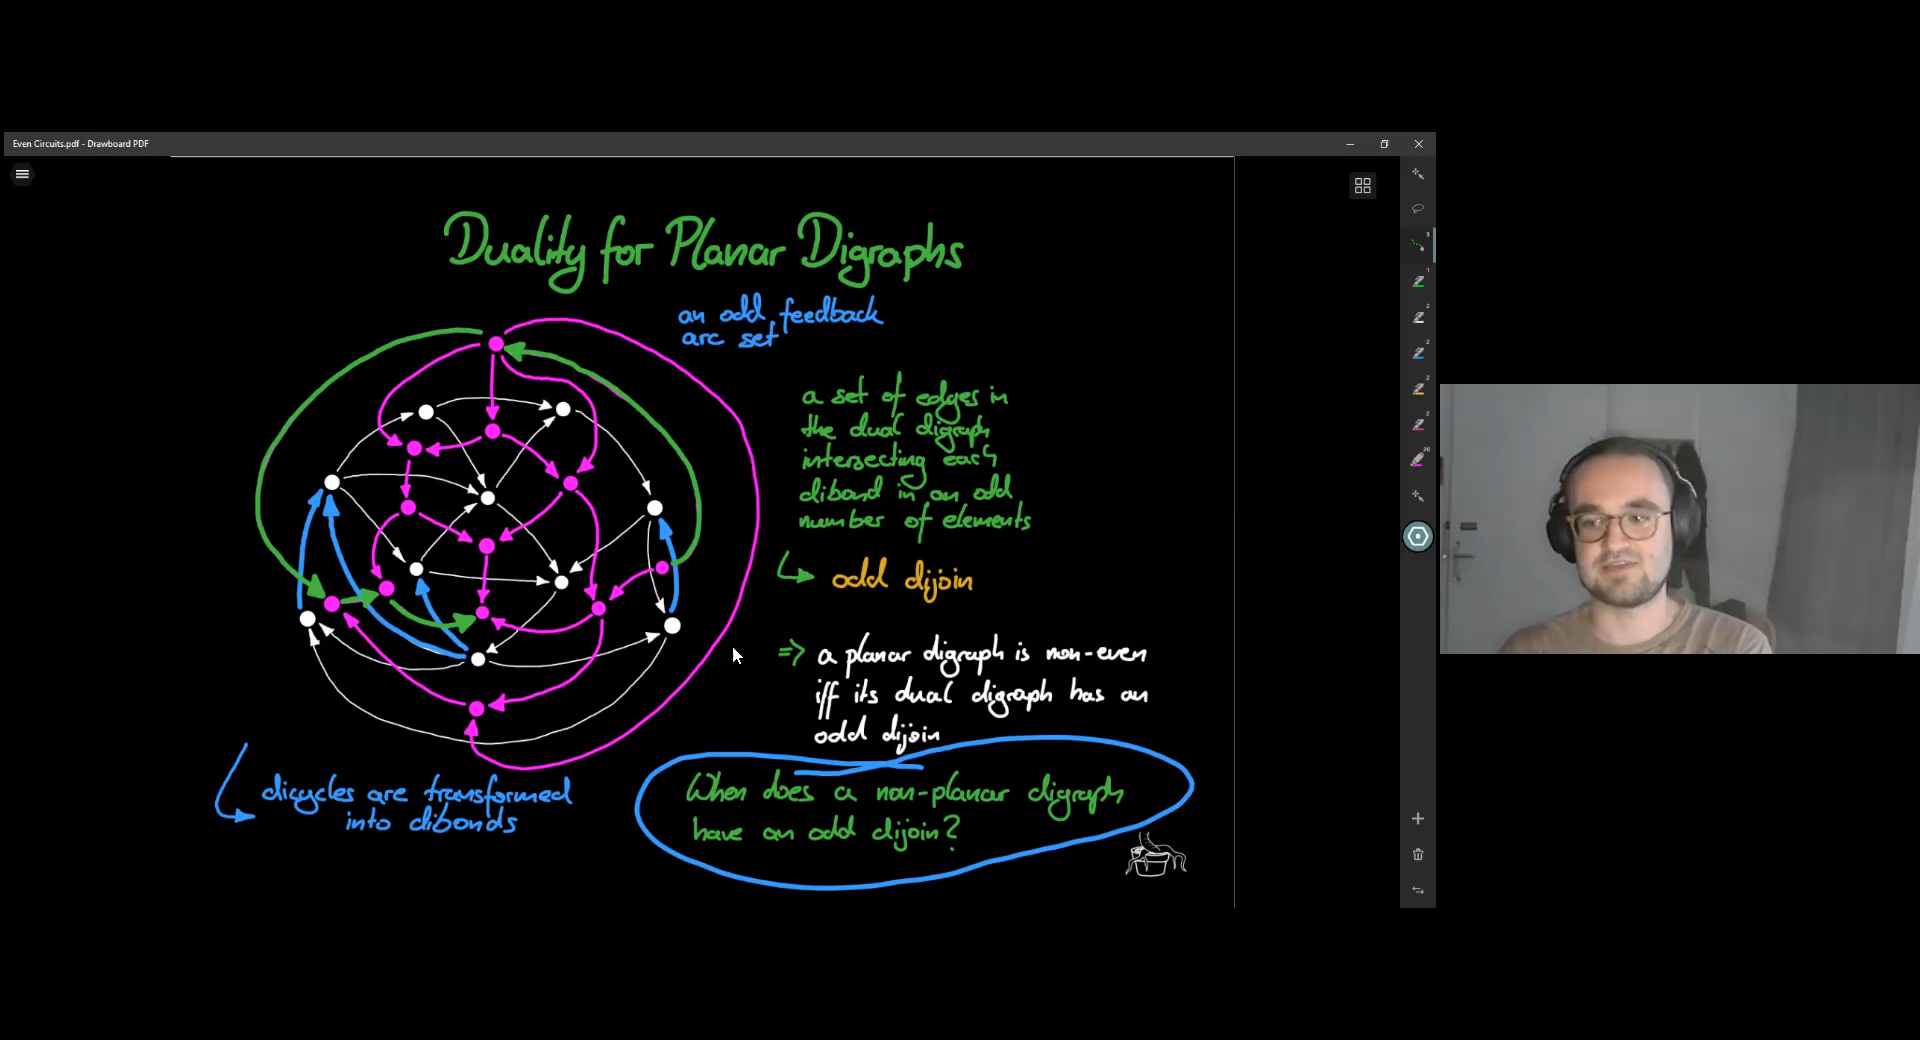 Even Circuits.pdf - Drawboard PDF
Duality for Planar Digraphs
an odd feedback
arc set
a set of edges in
the dual digraph
intersecting each
dibond in an odd
number of elements
odd dijoin
=> a planar digraph is non-even
iff its dual digraph has an
odd dijoin
dicycles are transformed
into dibonds
When does a non-planar digraph
have an odd dijoin?